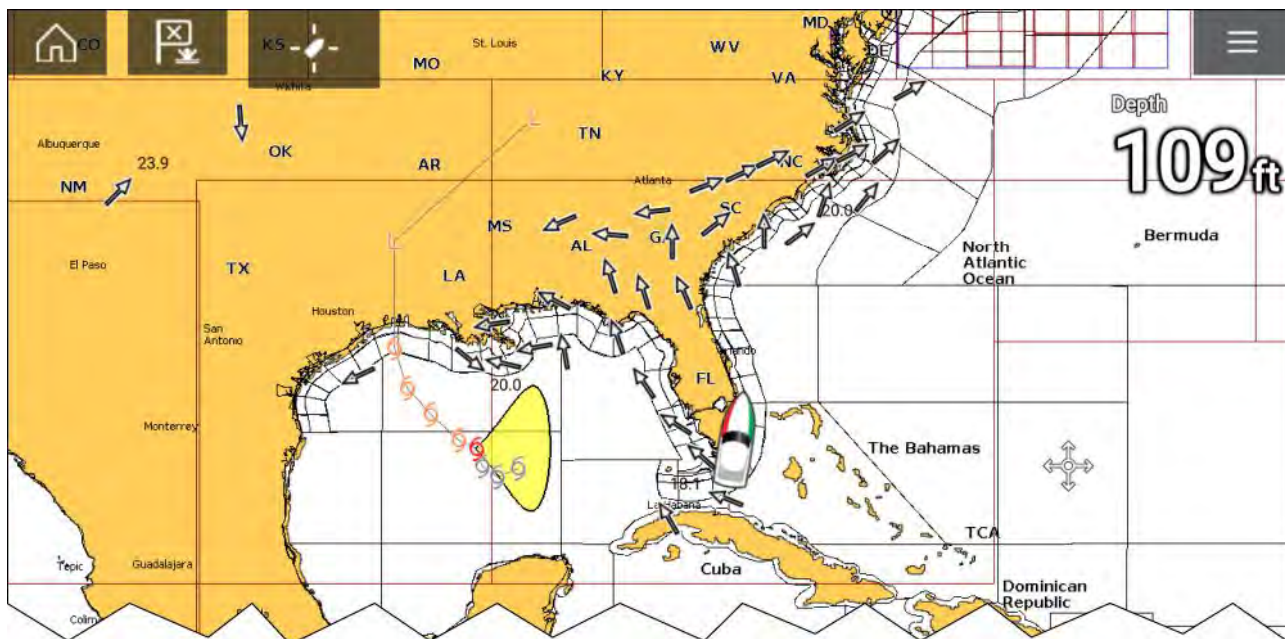 CO
KS
St. Louis
MD
DE
WV
MO
KY
VA
Wichita
Depth
109 ft
Albuquerque
23.9
OK
AR
TN
NM
Atlanta
NC
SC
20.0
MS
AL
GA
Bermuda
North
Atlantic
Ocean
El Paso
TX
LA
L
L
Houston
San
Antonio
FL
20.0
Monterrey
The Bahamas
18.1
La Habana
TCA
Tepic
Guadalajara
Cuba
Dominican
Republic